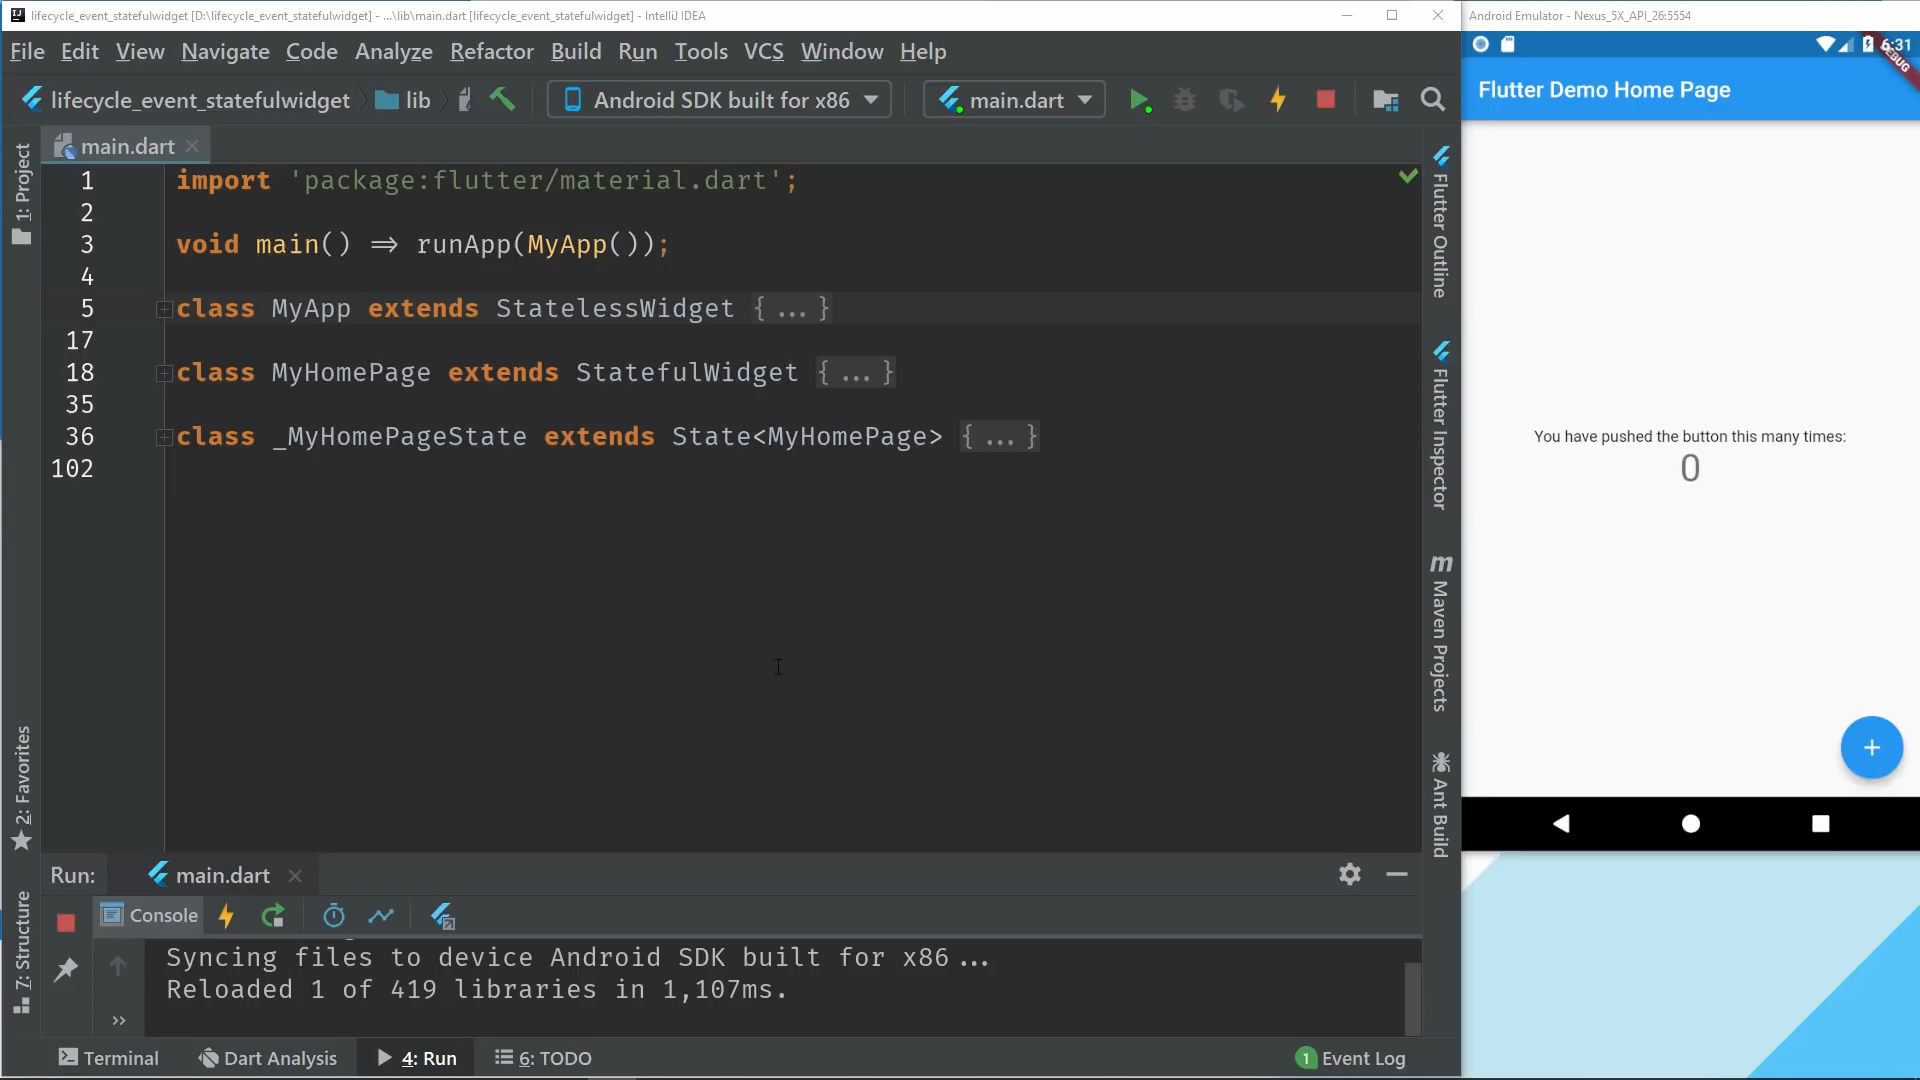 lifecycle_event_statefulwidget [D:\lifecycle_event_statefulwidget] - ...\lib\main.dart [lifecycle_event_statefulwidget] - IntelliJ IDEA
File Edit View Navigate Code Analyze Refactor Build Run Tools VCS Window Help
lifecycle_event_statefulwidget lib Android SDK built for x86 main.dart
main.dart
1 import 'package:flutter/material.dart';
2
3 void main() => runApp(MyApp());
4
5 class MyApp extends StatelessWidget {...}
17
18 class MyHomePage extends StatefulWidget {...}
35
36 class _MyHomePageState extends State<MyHomePage> {...}
102
1: Project
2: Favorites
7: Structure
Flutter Outline
Flutter Inspector
m Maven Projects
Ant Build
Run: main.dart
Console
Syncing files to device Android SDK built for x86...
Reloaded 1 of 419 libraries in 1,107ms.
Terminal Dart Analysis 4: Run 6: TODO 1 Event Log
Android Emulator - Nexus_5X_API_26:5554
6:31
DEBUG
Flutter Demo Home Page
You have pushed the button this many times:
0